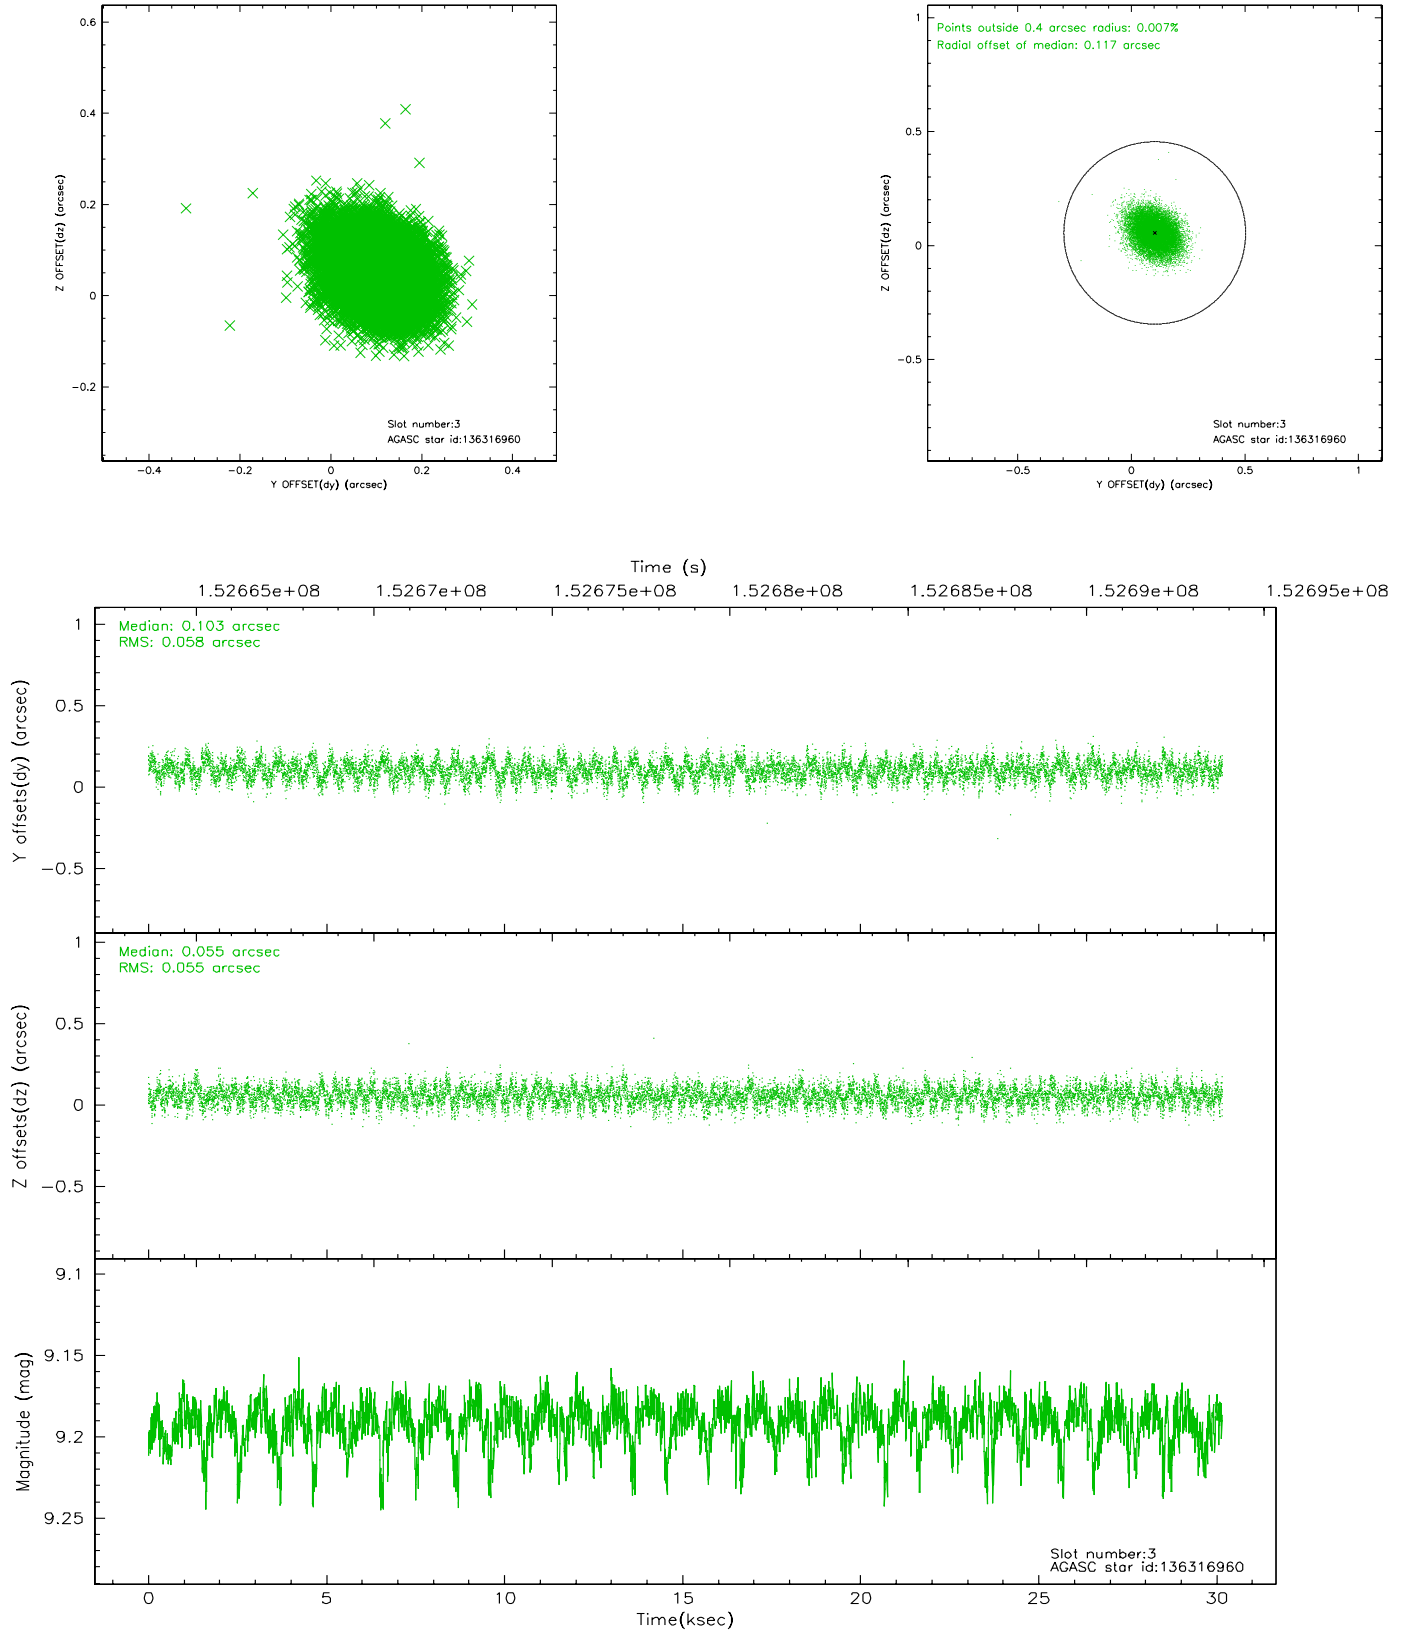 0.6
0.4
0.2
0
−0.2
Z OFFSET(dz) (arcsec)
Slot number:3
AGASC star id:136316960
−0.4 −0.2 0 0.2 0.4
Y OFFSET(dy) (arcsec)
Points outside 0.4 arcsec radius: 0.007%
Radial offset of median: 0.117 arcsec
1
0.5
0
−0.5
Z OFFSET(dz) (arcsec)
Slot number:3
AGASC star id:136316960
−0.5 0 0.5 1
Y OFFSET(dy) (arcsec)
Time (s)
1.52665e+08 1.5267e+08 1.52675e+08 1.5268e+08 1.52685e+08 1.5269e+08 1.52695e+08
Median: 0.103 arcsec
RMS: 0.058 arcsec
1
0.5
0
−0.5
Y offsets(dy) (arcsec)
Median: 0.055 arcsec
RMS: 0.055 arcsec
1
0.5
0
−0.5
Z offsets(dz) (arcsec)
9.1
9.15
9.2
9.25
Magnitude (mag)
Slot number:3
AGASC star id:136316960
0 5 10 15 20 25 30
Time(ksec)